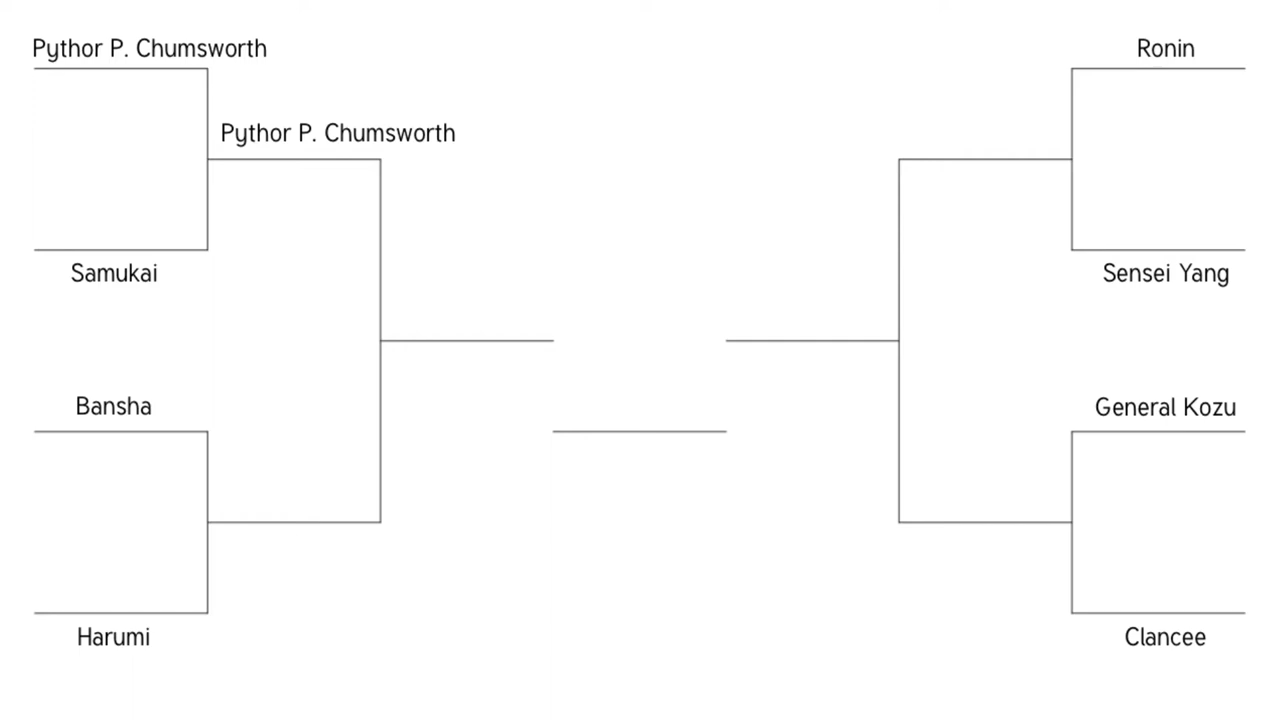 Pythor P. Chumsworth
Pythor P. Chumsworth
Samukai
Bansha
Harumi
Ronin
Sensei Yang
General Kozu
Clancee